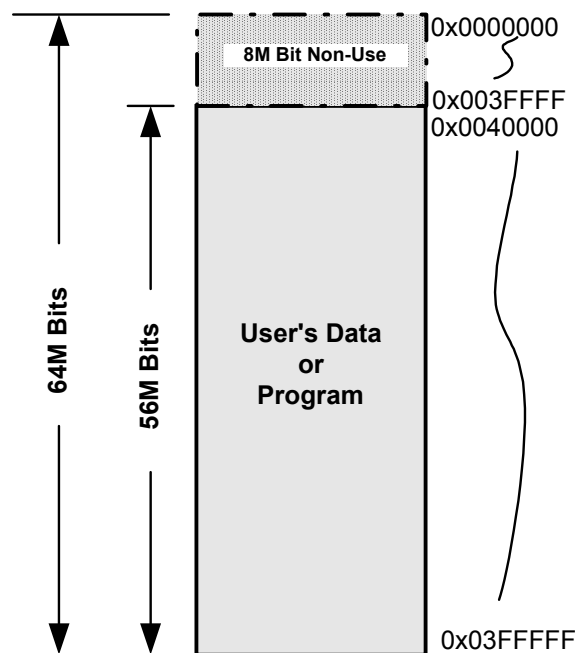 0x0000000
8M Bit Non-Use
0x003FFFF
0x0040000
64M Bits
56M Bits
User's Data
or
Program
0x03FFFFF